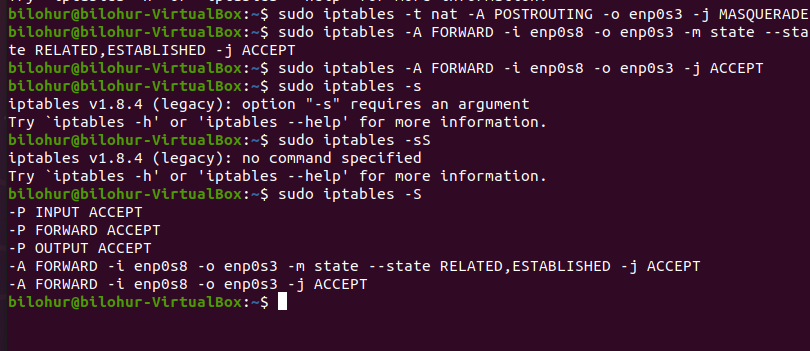 bilohur@bilohur-VirtualBox:~$ sudo iptables -t nat -A POSTROUTING -o enp0s3 -j MASQUERADE
bilohur@bilohur-VirtualBox:~$ sudo iptables -A FORWARD -i enp0s8 -o enp0s3 -m state --sta
te RELATED,ESTABLISHED -j ACCEPT
bilohur@bilohur-VirtualBox:~$ sudo iptables -A FORWARD -i enp0s8 -o enp0s3 -j ACCEPT
bilohur@bilohur-VirtualBox:~$ sudo iptables -s
iptables v1.8.4 (legacy): option "-s" requires an argument
Try `iptables -h' or 'iptables --help' for more information.
bilohur@bilohur-VirtualBox:~$ sudo iptables -sS
iptables v1.8.4 (legacy): no command specified
Try `iptables -h' or 'iptables --help' for more information.
bilohur@bilohur-VirtualBox:~$ sudo iptables -S
-P INPUT ACCEPT
-P FORWARD ACCEPT
-P OUTPUT ACCEPT
-A FORWARD -i enp0s8 -o enp0s3 -m state --state RELATED,ESTABLISHED -j ACCEPT
-A FORWARD -i enp0s8 -o enp0s3 -j ACCEPT
bilohur@bilohur-VirtualBox:~$